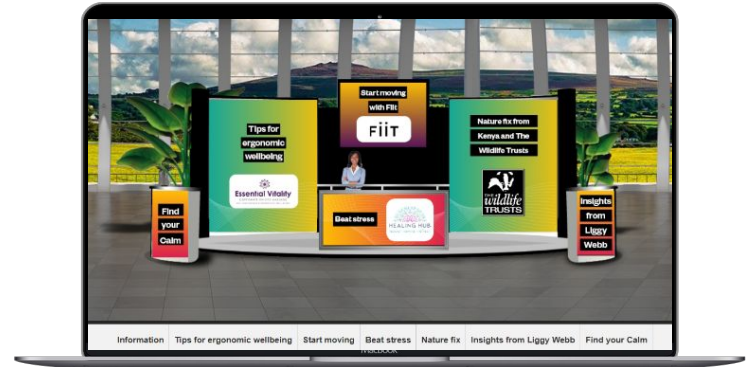 Start moving
with Fiit
FiiT
Tips for
ergonomic
wellbeing
Essential Vitality
Nature fix from
Kenya and The
Wildlife Trusts
THE
wildlife
TRUSTS
Find
your
Calm
Beat stress
HEALING HUB
Insights
from
Liggy
Webb
Information
Tips for ergonomic wellbeing
Start moving
Beat stress
Nature fix
Insights from Liggy Webb
Find your Calm
MacBook